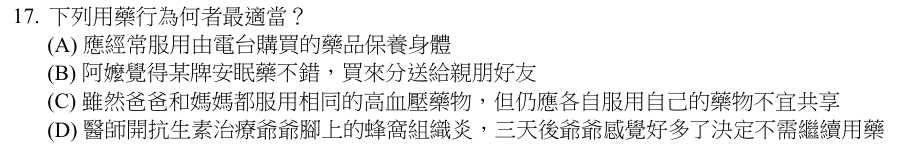 17. 下列用藥行為何者最適當？
(A) 應經常服用由電台購買的藥品保養身體
(B) 阿嬤覺得某牌安眠藥不錯，買來分送給親朋好友
(C) 雖然爸爸和媽媽都服用相同的高血壓藥物，但仍應各自服用自己的藥物不宜共享
(D) 醫師開抗生素治療爺爺腳上的蜂窩組織炎，三天後爺爺感覺好多了決定不需繼續用藥